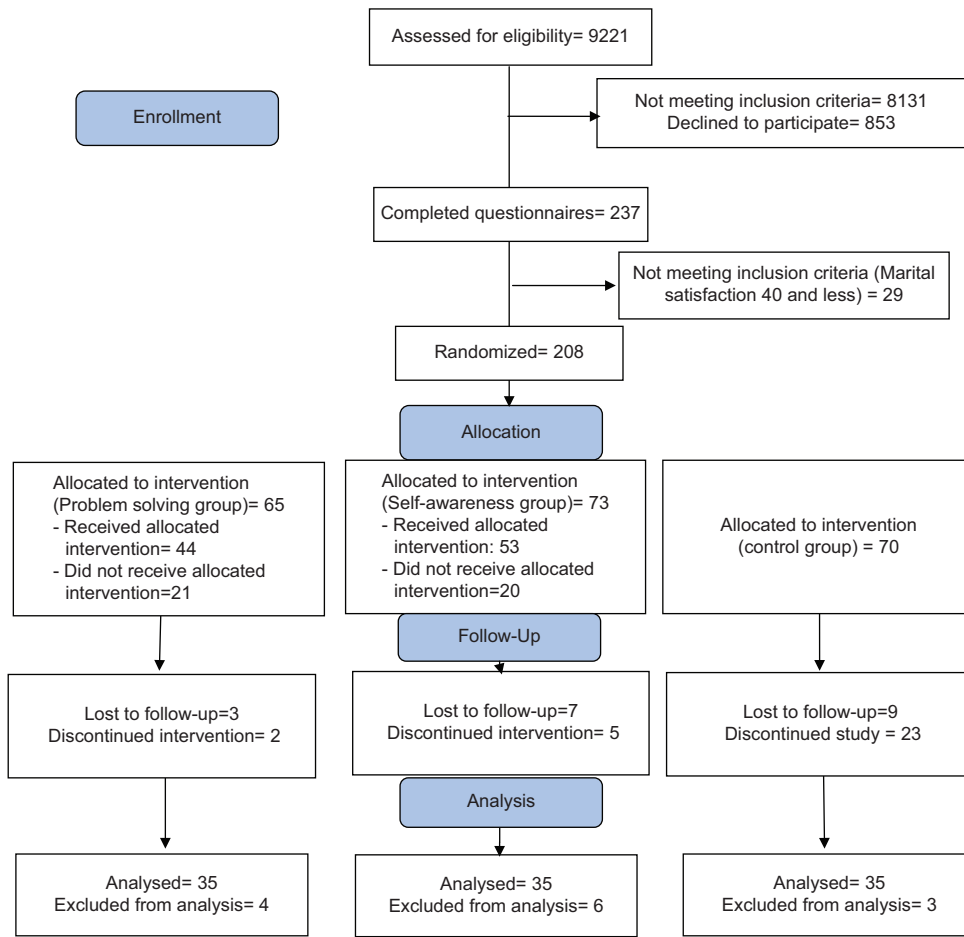 Assessed for eligibility= 9221
Enrollment
Not meeting inclusion criteria= 8131
Declined to participate= 853
Completed questionnaires= 237
Not meeting inclusion criteria (Marital
satisfaction 40 and less) = 29
Randomized= 208
Allocation
Allocated to intervention
(Problem solving group)= 65
- Received allocated
intervention= 44
- Did not receive allocated
intervention=21
Allocated to intervention
(Self-awareness group)= 73
- Received allocated
intervention: 53
- Did not receive allocated
intervention=20
Allocated to intervention
(control group) = 70
Follow-Up
Lost to follow-up=3
Discontinued intervention= 2
Lost to follow-up=7
Discontinued intervention= 5
Lost to follow-up=9
Discontinued study = 23
Analysis
Analysed= 35
Excluded from analysis= 4
Analysed= 35
Excluded from analysis= 6
Analysed= 35
Excluded from analysis= 3